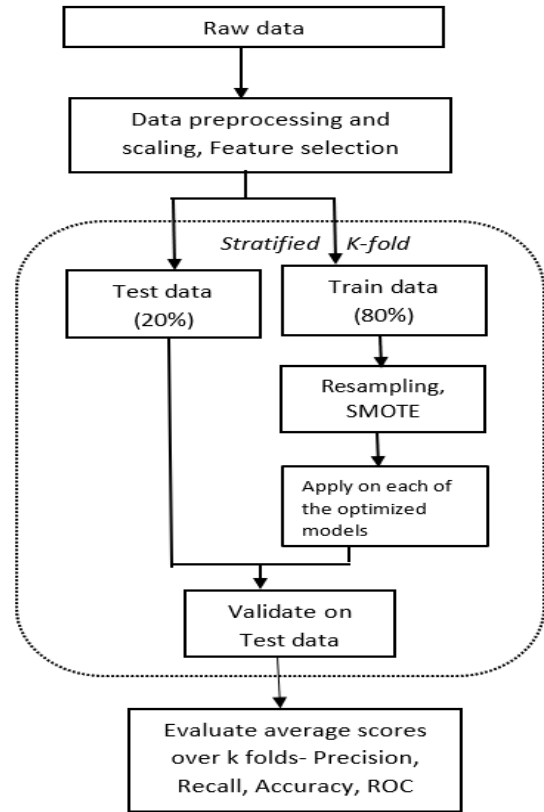 Raw data
Data preprocessing and
scaling, Feature selection
Stratified K-fold
Test data
(20%)
Train data
(80%)
Resampling,
SMOTE
Apply on each of
the optimized
models
Validate on
Test data
Evaluate average scores
over k folds- Precision,
Recall, Accuracy, ROC